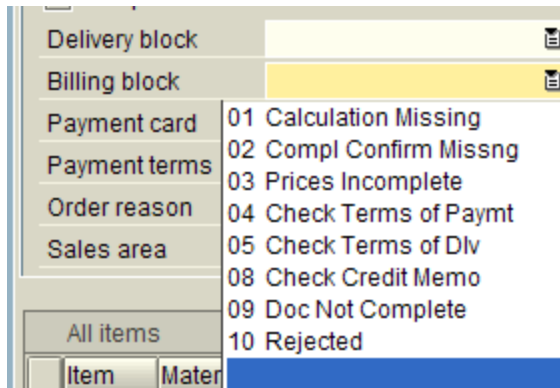 Delivery block
Billing block
Payment card
01 Calculation Missing
02 Compl Confirm Missng
Payment terms
03 Prices Incomplete
Order reason
04 Check Terms of Paymt
Sales area
05 Check Terms of Dlv
08 Check Credit Memo
09 Doc Not Complete
All items
10 Rejected
Item Mater